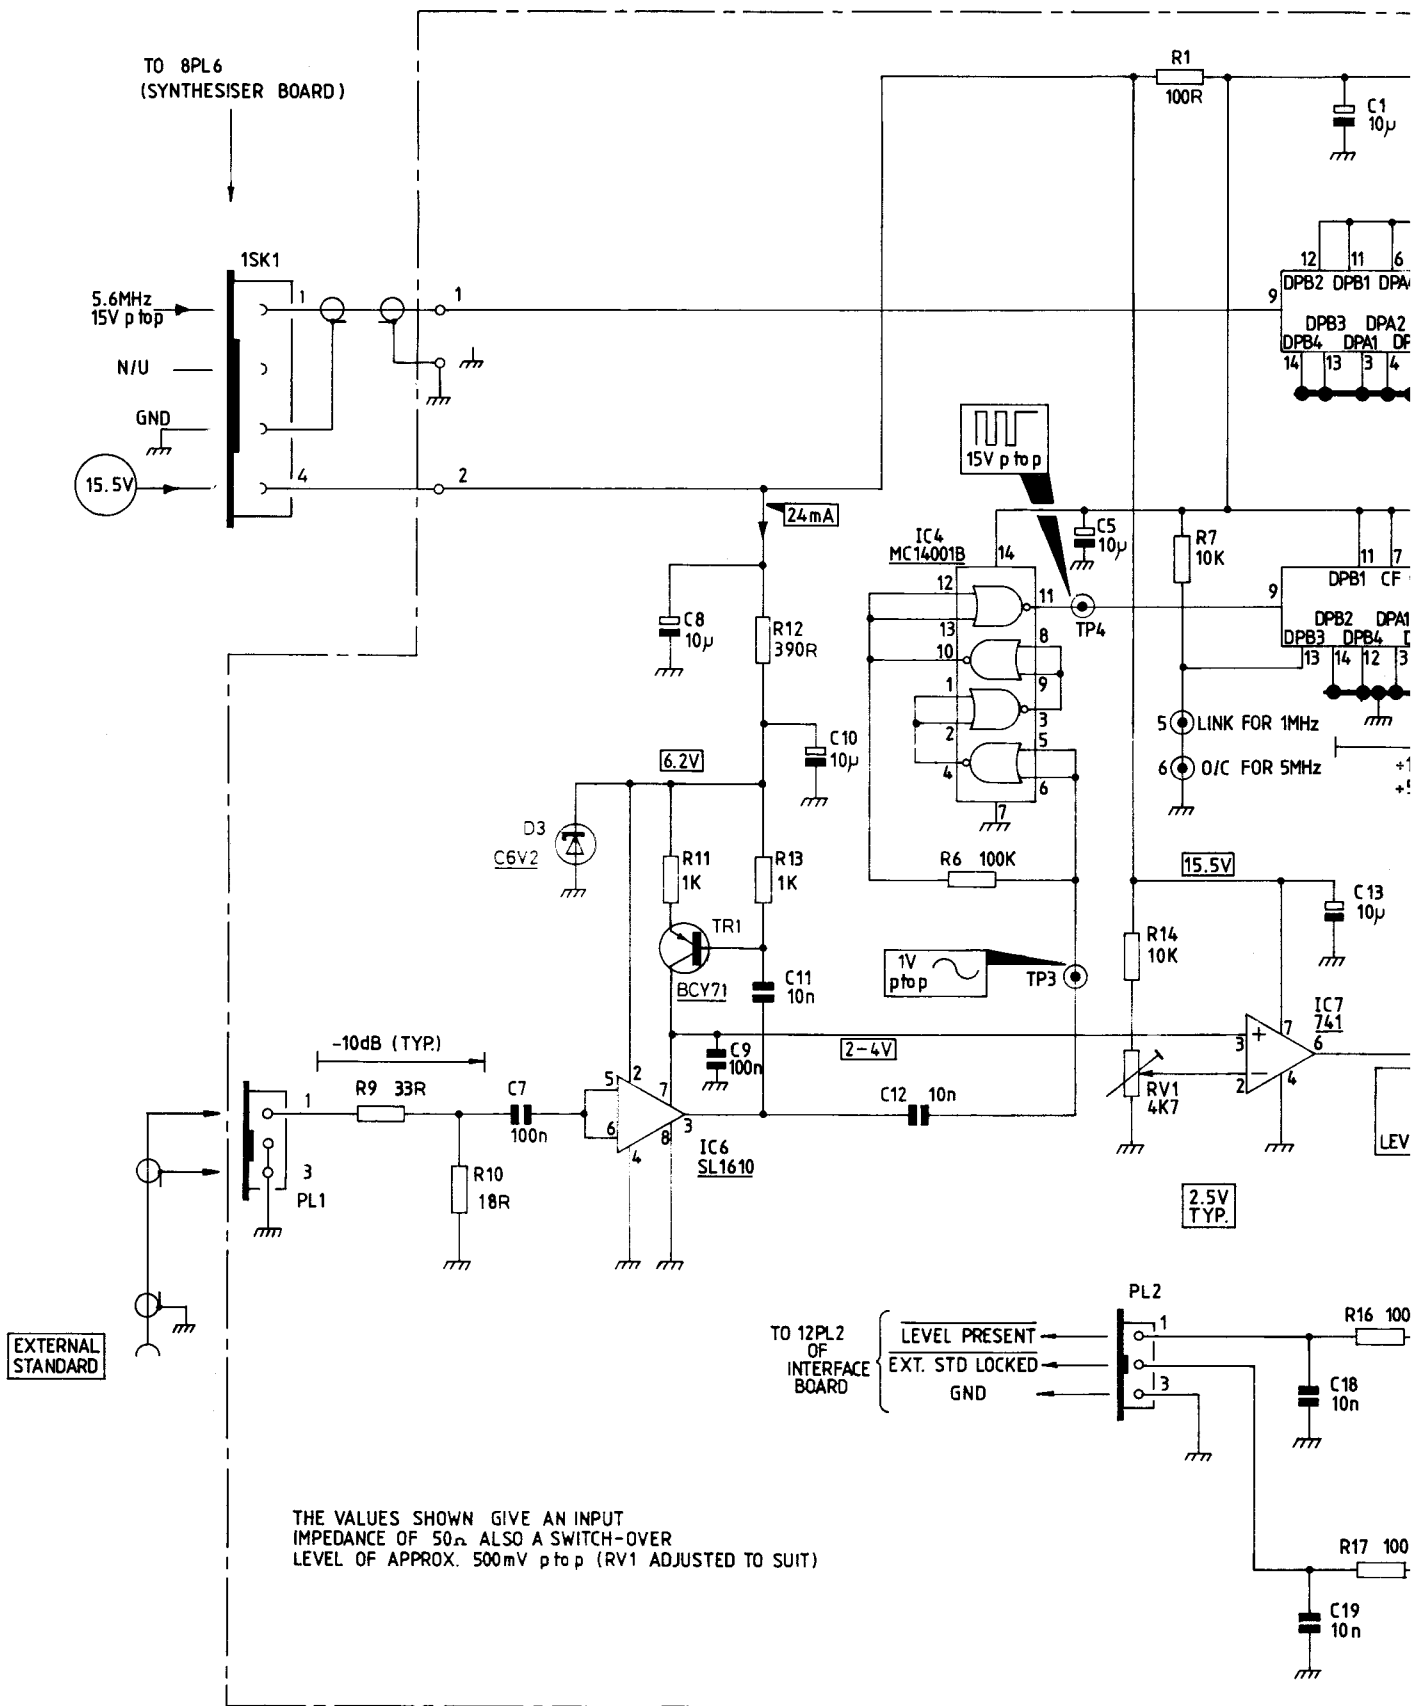 TO 8PL6
(SYNTHESISER BOARD)
R1
100R
C1
10µ
1SK1
5.6MHz
15V ptop
1
1
N/U
GND
15.5V
4
2
12
11
6
DPB2 DPB1 DPA
9
DPB3 DPA2
DPB4 DPA1 DP
14
13
3
4
15V ptop
24mA
IC4
MC14001B
14
C5
10µ
R7
10K
11
7
DPB1 CF
9
DPB2 DPA1
DPB3 DPB4
13
14
12
3
12
11
13
8
10
1
9
2
3
5
4
6
7
TP4
C8
10µ
R12
390R
5 LINK FOR 1MHz
6 O/C FOR 5MHz
C10
10µ
6.2V
D3
C6V2
R11
1K
R13
1K
R6 100K
15.5V
C13
10µ
TR1
BCY71
C11
10n
1V
ptop
TP3
R14
10K
IC7
741
7
6
3
+
−
2
4
-10dB (TYP.)
C9
100n
2-4V
RV1
4K7
1
R9 33R
C7
100n
5
2
7
6
8
3
4
C12 10n
IC6
SL1610
LEV
3
PL1
R10
18R
2.5V
TYP.
EXTERNAL
STANDARD
PL2
TO 12PL2
OF
INTERFACE
BOARD
LEVEL PRESENT
EXT. STD LOCKED
GND
1
3
R16 100
C18
10n
THE VALUES SHOWN GIVE AN INPUT
IMPEDANCE OF 50Ω ALSO A SWITCH-OVER
LEVEL OF APPROX. 500mV ptop (RV1 ADJUSTED TO SUIT)
R17 100
C19
10n